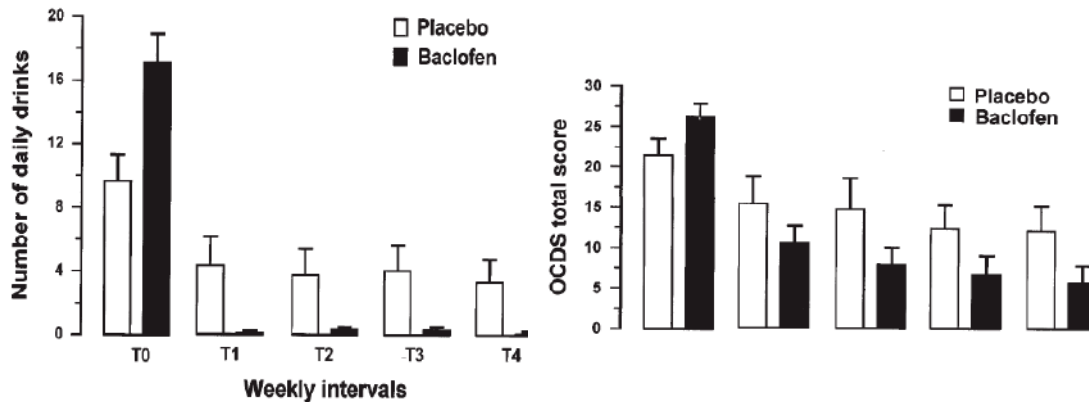 Number of daily drinks
20
16
12
8
4
0
Placebo
Baclofen
T0 T1 T2 T3 T4
Weekly intervals
OCDS total score
30
25
20
15
10
5
0
Placebo
Baclofen